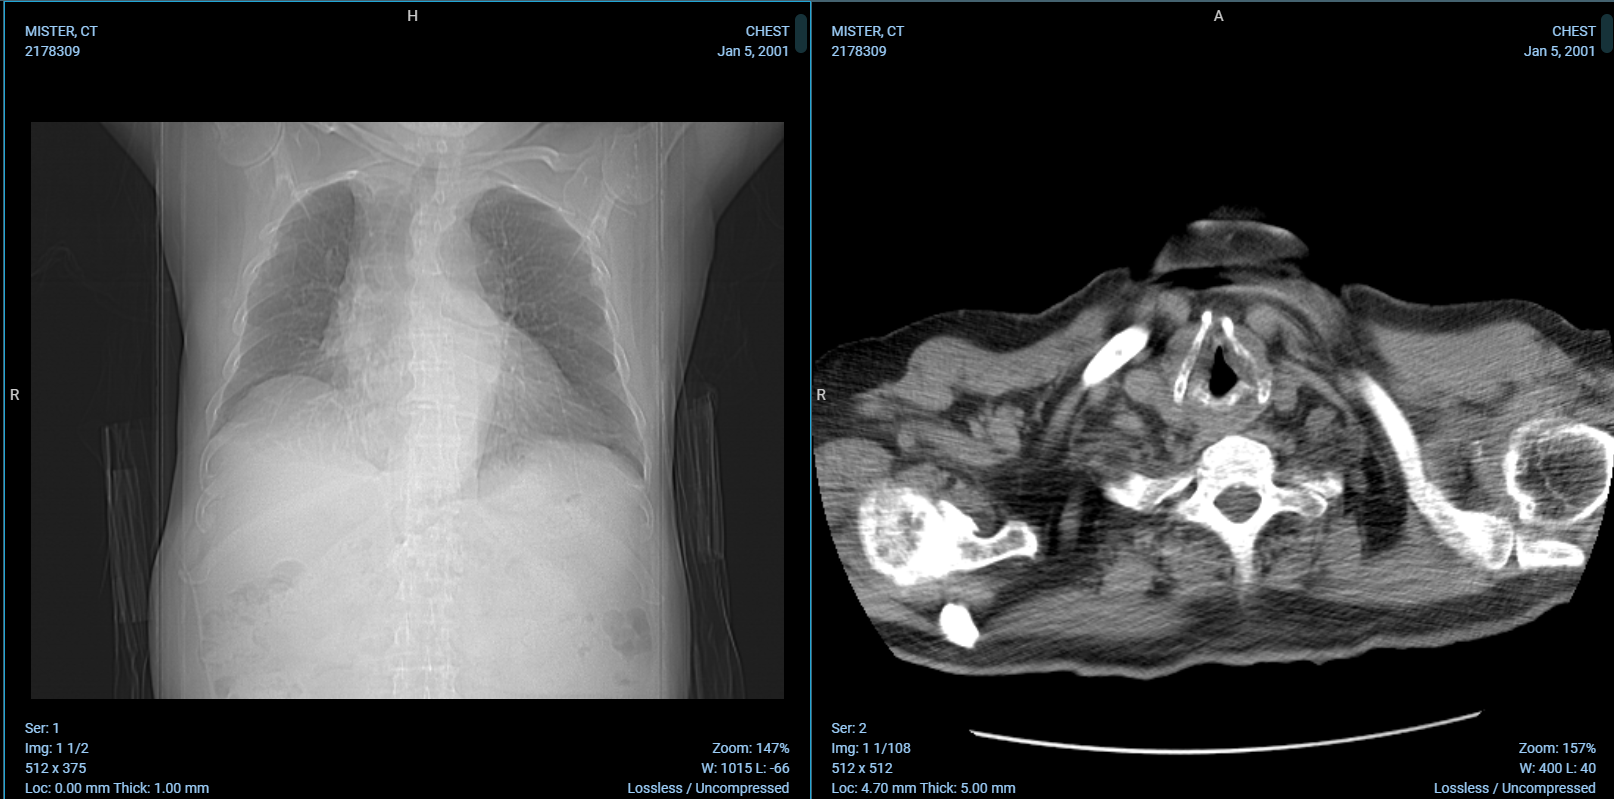 H
MISTER, CT
2178309
CHEST
Jan 5, 2001
R
Ser: 1
Img: 1 1/2
512 x 375
Loc: 0.00 mm Thick: 1.00 mm
Zoom: 147%
W: 1015 L: -66
Lossless / Uncompressed
A
MISTER, CT
2178309
CHEST
Jan 5, 2001
R
Ser: 2
Img: 1 1/108
512 x 512
Loc: 4.70 mm Thick: 5.00 mm
Zoom: 157%
W: 400 L: 40
Lossless / Uncompressed